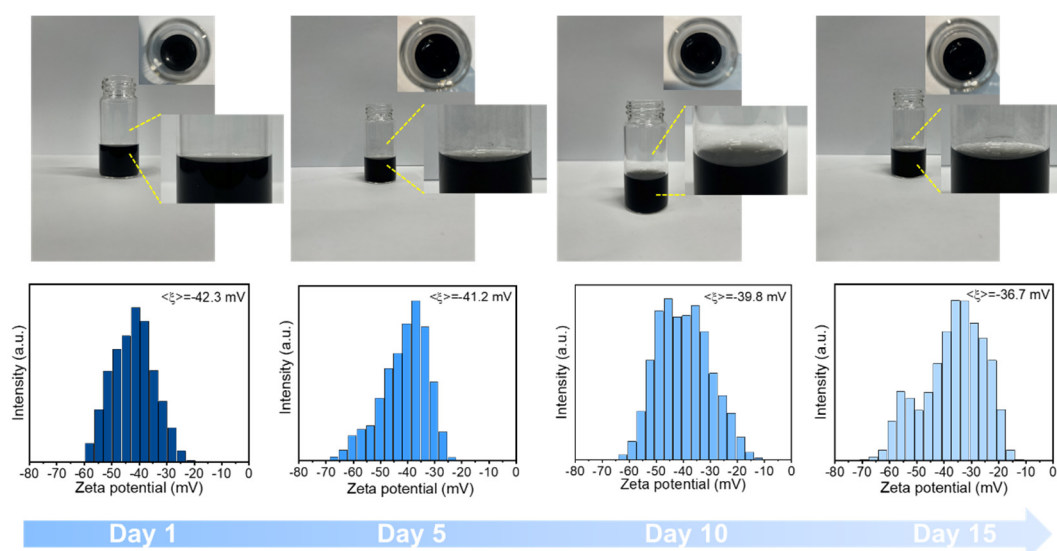 <ξ>=-42.3 mV
Intensity (a.u.)
-80 -70 -60 -50 -40 -30 -20 -10 0
Zeta potential (mV)
<ξ>=-41.2 mV
Intensity (a.u.)
-80 -70 -60 -50 -40 -30 -20 -10 0
Zeta potential (mV)
<ξ>=-39.8 mV
Intensity (a.u.)
-80 -70 -60 -50 -40 -30 -20 -10 0
Zeta potential (mV)
<ξ>=-36.7 mV
Intensity (a.u.)
-80 -70 -60 -50 -40 -30 -20 -10 0
Zeta potential (mV)
Day 1 Day 5 Day 10 Day 15